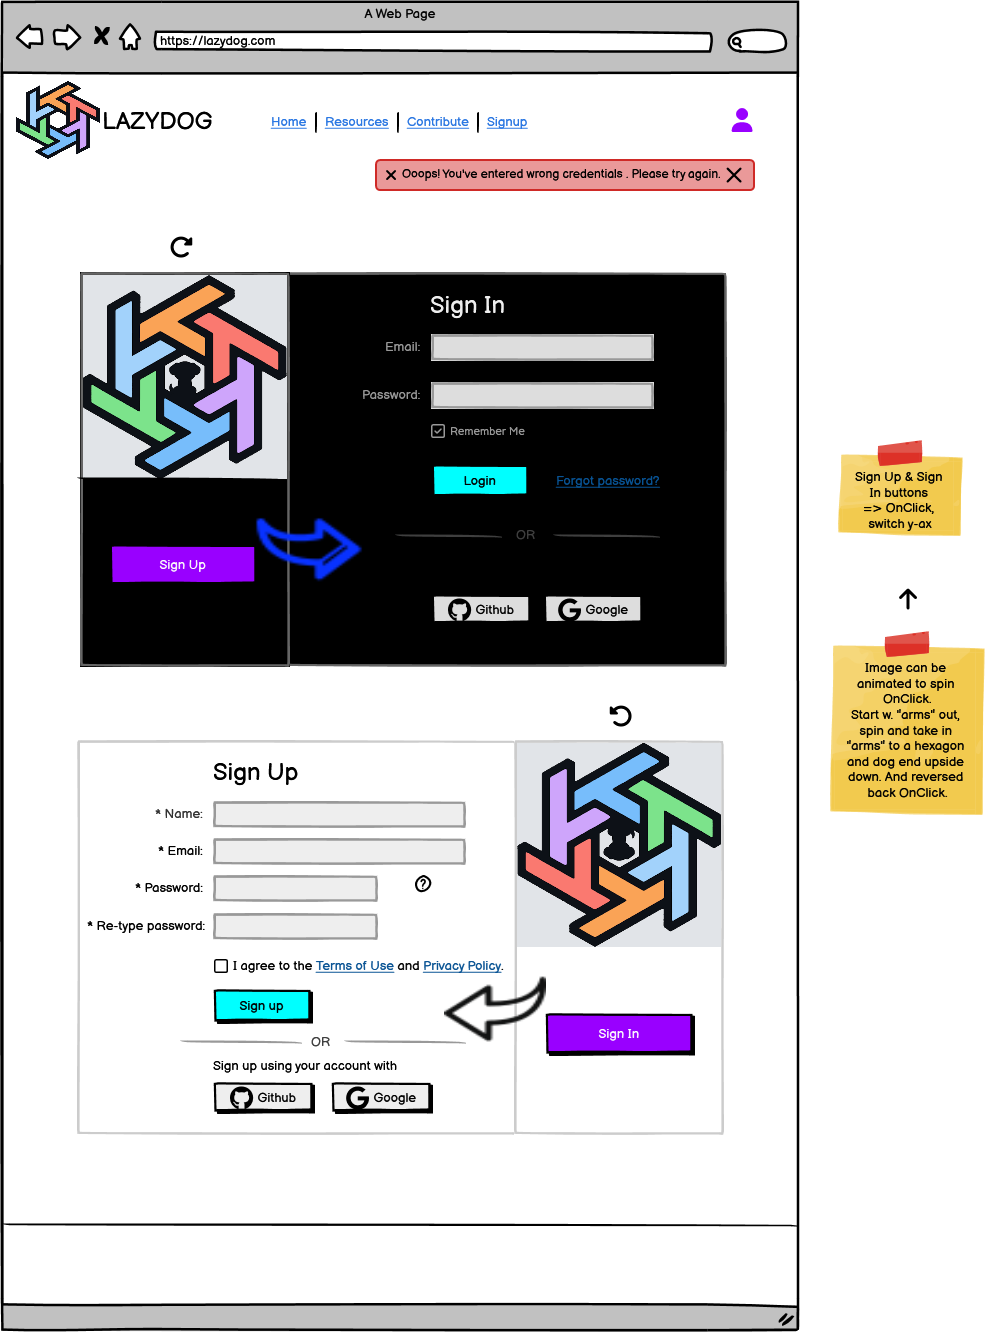 A Web Page
https://lazydog.com
LAZYDOG
Home
Resources
Contribute
Signup
Ooops! You've entered wrong credentials . Please try again.
Sign In
Email:
Password:
Remember Me
Login
Forgot password?
OR
Sign Up
Github
Google
Sign Up & Sign
In buttons
=> OnClick,
switch y-ax
Image can be
animated to spin
OnClick.
Start w. "arms" out,
spin and take in
"arms" to a hexagon
and dog end upside
down. And reversed
back OnClick.
Sign Up
* Name:
* Email:
* Password:
?
* Re-type password:
I agree to the Terms of Use and Privacy Policy.
Sign up
Sign In
OR
Sign up using your account with
Github
Google